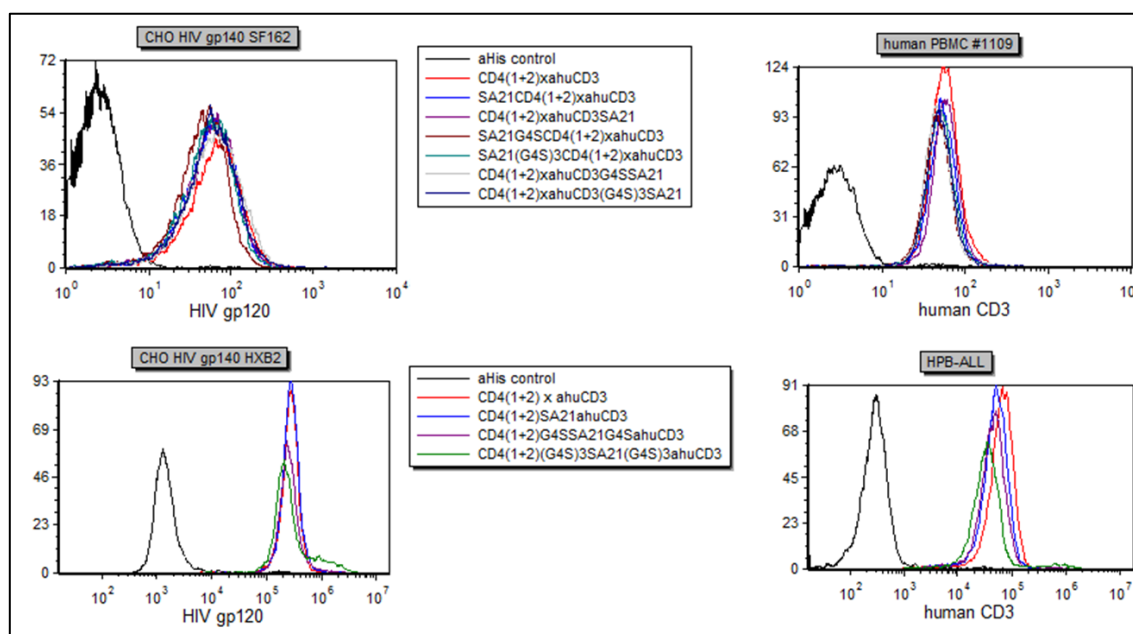 CHO HIV gp140 SF162
72
54
36
18
0
10^0 10^1 10^2 10^3 10^4
HIV gp120
aHis control
CD4(1+2)xahuCD3
SA21CD4(1+2)xahuCD3
CD4(1+2)xahuCD3SA21
SA21G4SCD4(1+2)xahuCD3
SA21(G4S)3CD4(1+2)xahuCD3
CD4(1+2)xahuCD3G4SSA21
CD4(1+2)xahuCD3(G4S)3SA21
human PBMC #1109
124
93
62
31
0
10^0 10^1 10^2 10^3 10
human CD3
CHO HIV gp140 HXB2
93
69
46
23
0
10^2 10^3 10^4 10^5 10^6 10^7
HIV gp120
aHis control
CD4(1+2) x ahuCD3
CD4(1+2)SA21ahuCD3
CD4(1+2)G4SSA21G4SahuCD3
CD4(1+2)(G4S)3SA21(G4S)3ahuCD3
HPB-ALL
91
68
45
23
0
10^2 10^3 10^4 10^5 10^6 10^7
human CD3